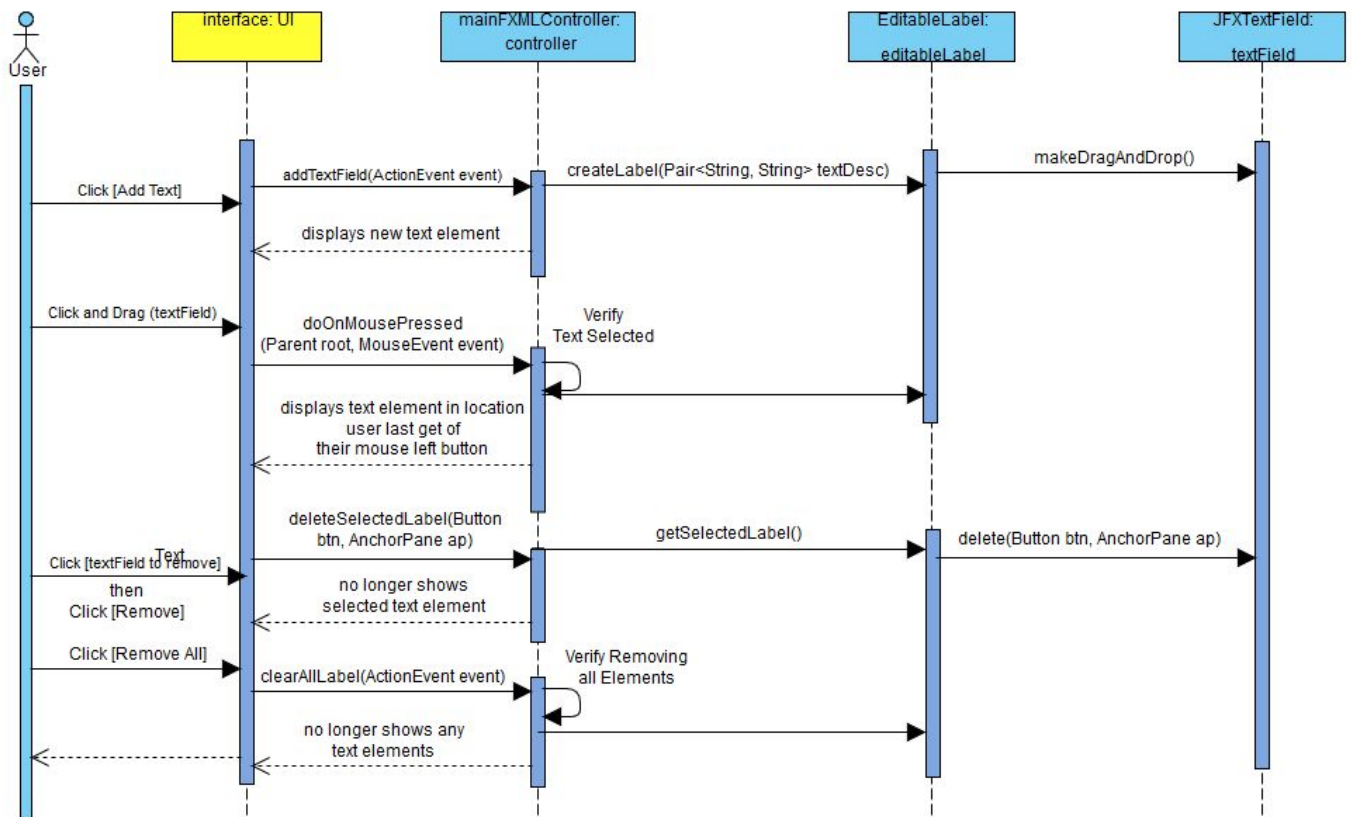 interface: UI
mainFXMLController:
controller
EditableLabel:
editableLabel
JFXTextField:
textField
User
makeDragAndDrop()
createLabel(Pair<String, String> textDesc)
addTextField(ActionEvent event)
Click [Add Text]
displays new text element
Click and Drag (textField)
doOnMousePressed
(Parent root, MouseEvent event)
Verify
Text Selected
displays text element in location
user last get of
their mouse left button
deleteSelectedLabel(Button
btn, AnchorPane ap)
getSelectedLabel()
delete(Button btn, AnchorPane ap)
Text
Click [textField to remove]
then
Click [Remove]
no longer shows
selected text element
Click [Remove All]
clearAllLabel(ActionEvent event)
Verify Removing
all Elements
no longer shows any
text elements